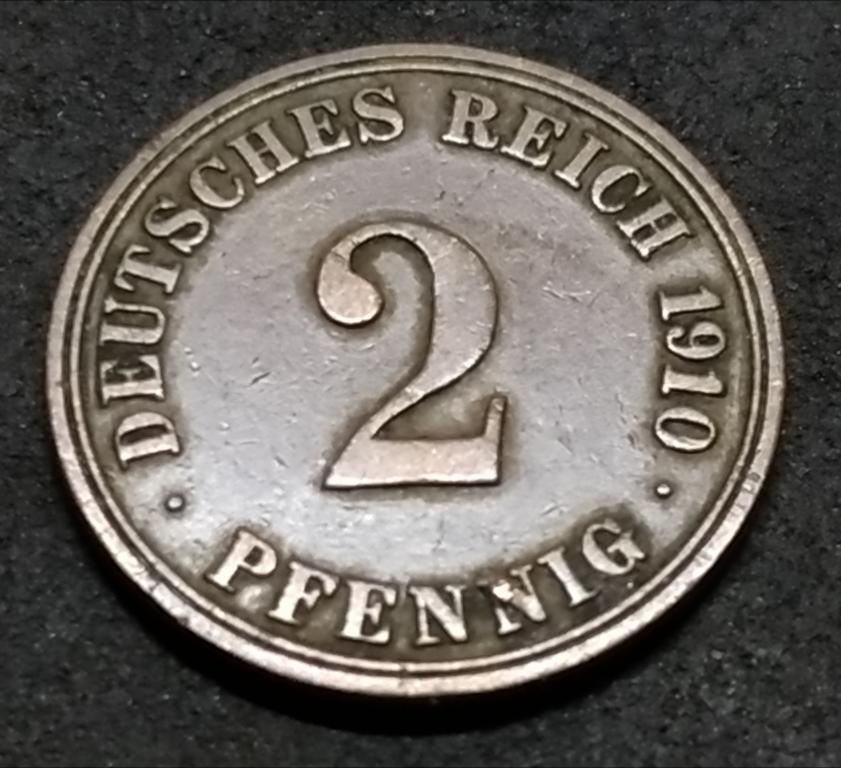 DEUTSCHES REICH 1910
2
PFENNIG